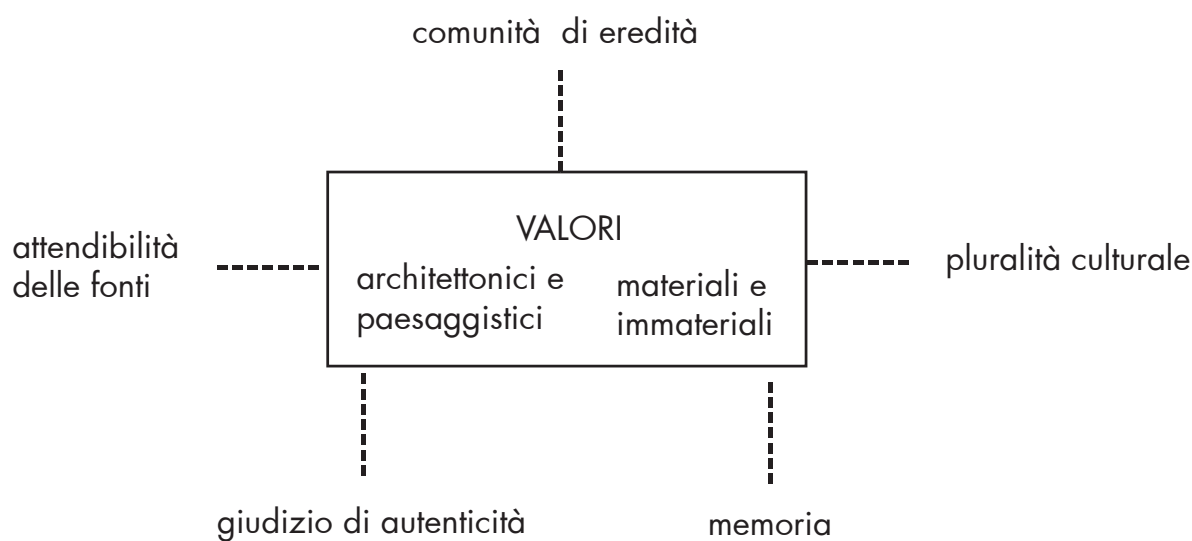 comunità di eredità
VALORI
attendibilità
delle fonti
architettonici e
paesaggistici
materiali e
immateriali
pluralità culturale
giudizio di autenticità
memoria